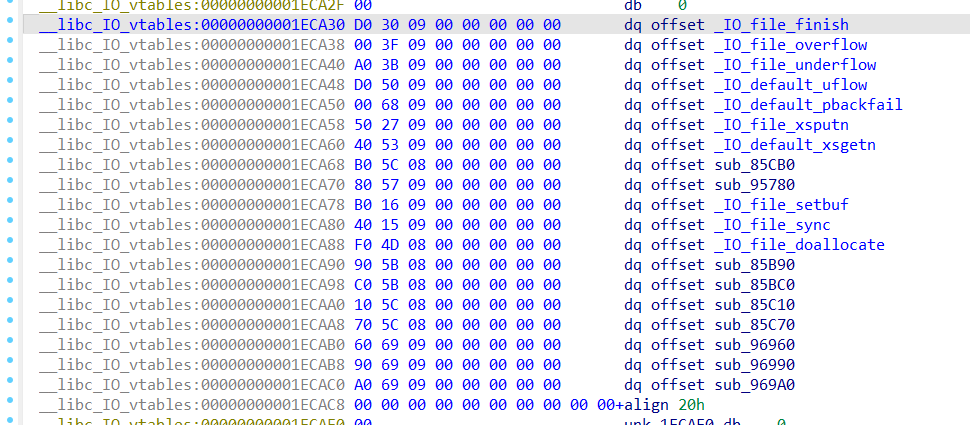 __libc_IO_vtables:00000000001ECA2F 00 db 0
__libc_IO_vtables:00000000001ECA30 D0 30 09 00 00 00 00 00 dq offset _IO_file_finish
__libc_IO_vtables:00000000001ECA38 00 3F 09 00 00 00 00 00 dq offset _IO_file_overflow
__libc_IO_vtables:00000000001ECA40 A0 3B 09 00 00 00 00 00 dq offset _IO_file_underflow
__libc_IO_vtables:00000000001ECA48 D0 50 09 00 00 00 00 00 dq offset _IO_default_uflow
__libc_IO_vtables:00000000001ECA50 00 68 09 00 00 00 00 00 dq offset _IO_default_pbackfail
__libc_IO_vtables:00000000001ECA58 50 27 09 00 00 00 00 00 dq offset _IO_file_xsputn
__libc_IO_vtables:00000000001ECA60 40 53 09 00 00 00 00 00 dq offset _IO_default_xsgetn
__libc_IO_vtables:00000000001ECA68 B0 5C 08 00 00 00 00 00 dq offset sub_85CB0
__libc_IO_vtables:00000000001ECA70 80 57 09 00 00 00 00 00 dq offset sub_95780
__libc_IO_vtables:00000000001ECA78 B0 16 09 00 00 00 00 00 dq offset _IO_file_setbuf
__libc_IO_vtables:00000000001ECA80 40 15 09 00 00 00 00 00 dq offset _IO_file_sync
__libc_IO_vtables:00000000001ECA88 F0 4D 08 00 00 00 00 00 dq offset _IO_file_doallocate
__libc_IO_vtables:00000000001ECA90 90 5B 08 00 00 00 00 00 dq offset sub_85B90
__libc_IO_vtables:00000000001ECA98 C0 5B 08 00 00 00 00 00 dq offset sub_85BC0
__libc_IO_vtables:00000000001ECAA0 10 5C 08 00 00 00 00 00 dq offset sub_85C10
__libc_IO_vtables:00000000001ECAA8 70 5C 08 00 00 00 00 00 dq offset sub_85C70
__libc_IO_vtables:00000000001ECAB0 60 69 09 00 00 00 00 00 dq offset sub_96960
__libc_IO_vtables:00000000001ECAB8 90 69 09 00 00 00 00 00 dq offset sub_96990
__libc_IO_vtables:00000000001ECAC0 A0 69 09 00 00 00 00 00 dq offset sub_969A0
__libc_IO_vtables:00000000001ECAC8 00 00 00 00 00 00 00 00 00 00+align 20h
__libc_IO_vtables:00000000001ECAE0 00 unk_1ECAE0 db 0